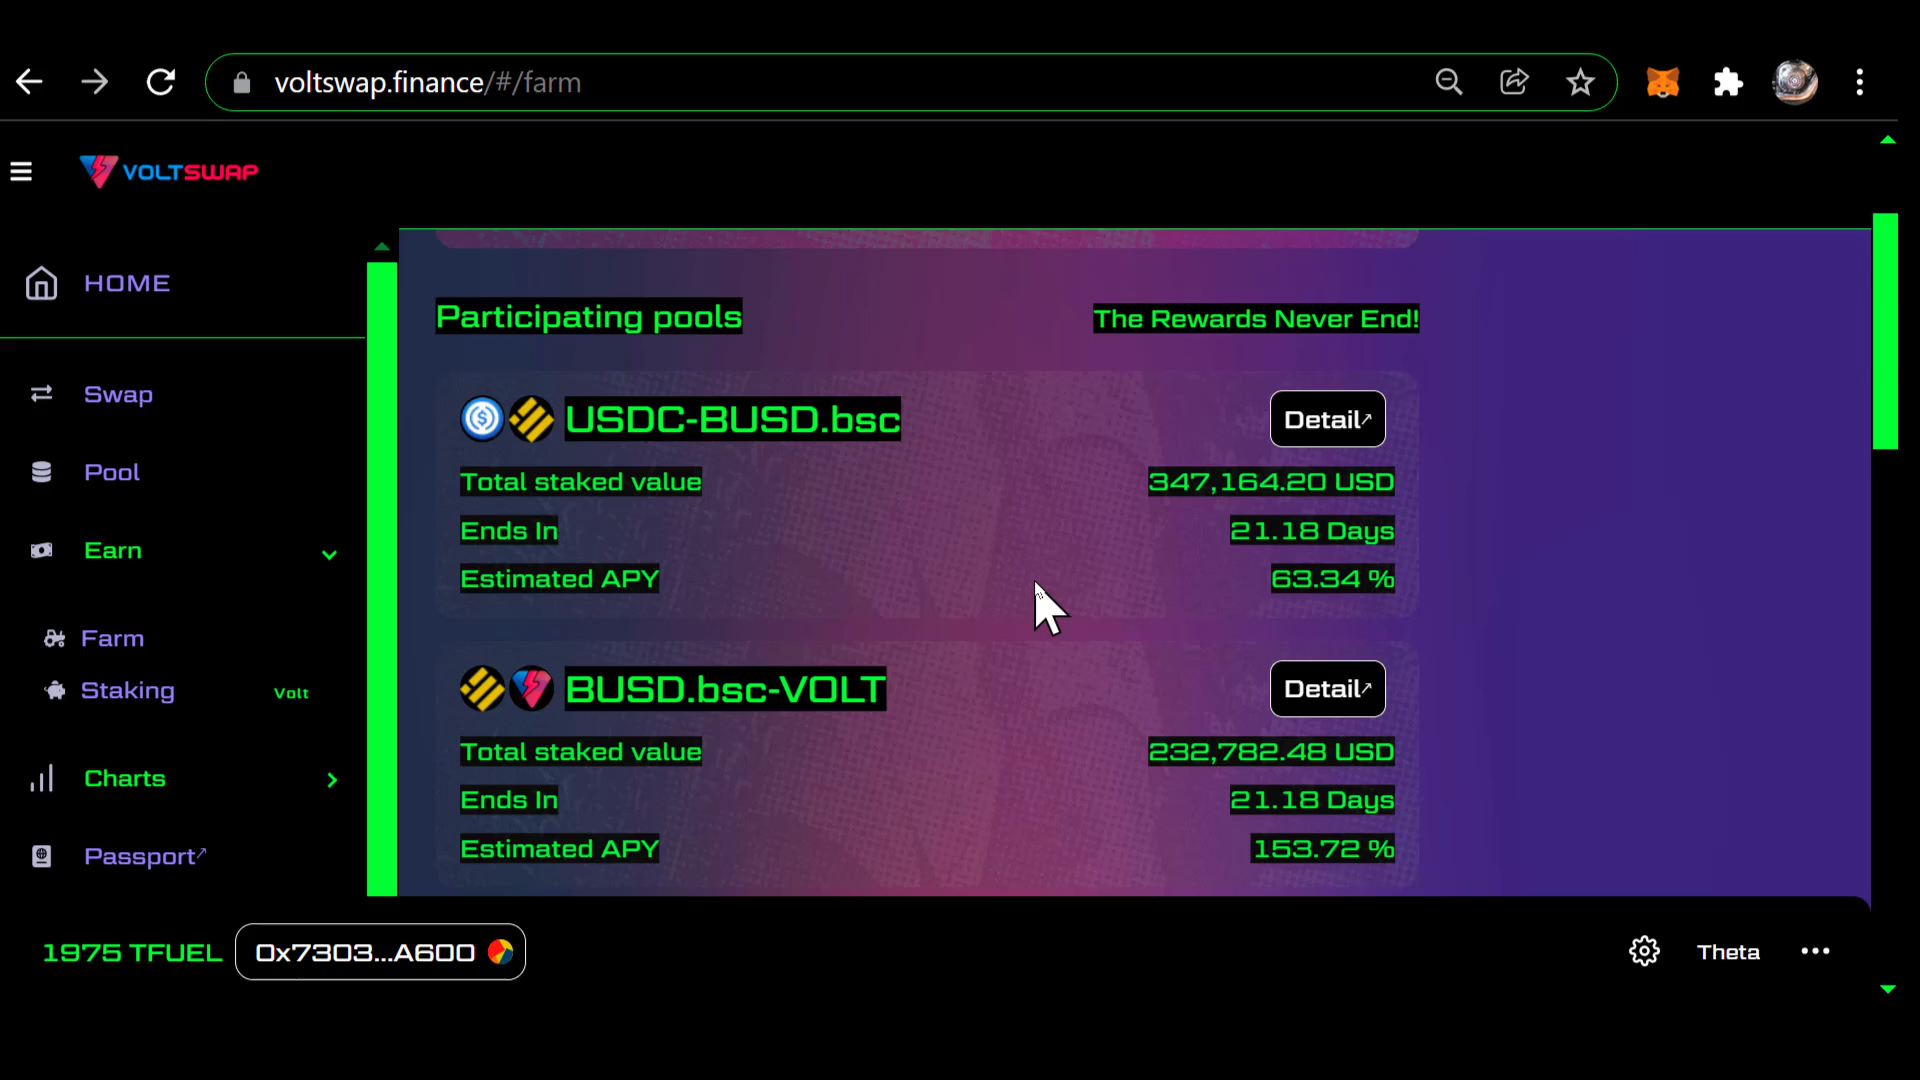 voltswap.finance/#/farm
VOLTSWAP
HOME
Swap
Pool
Earn
Farm
Staking Volt
Charts
Passport↗
Participating pools
The Rewards Never End!
USDC-BUSD.bsc
Detail↗
Total staked value 347,164.20 USD
Ends In 21.18 Days
Estimated APY 63.34 %
BUSD.bsc-VOLT
Detail↗
Total staked value 232,782.48 USD
Ends In 21.18 Days
Estimated APY 153.72 %
1975 TFUEL 0x7303...A600
Theta